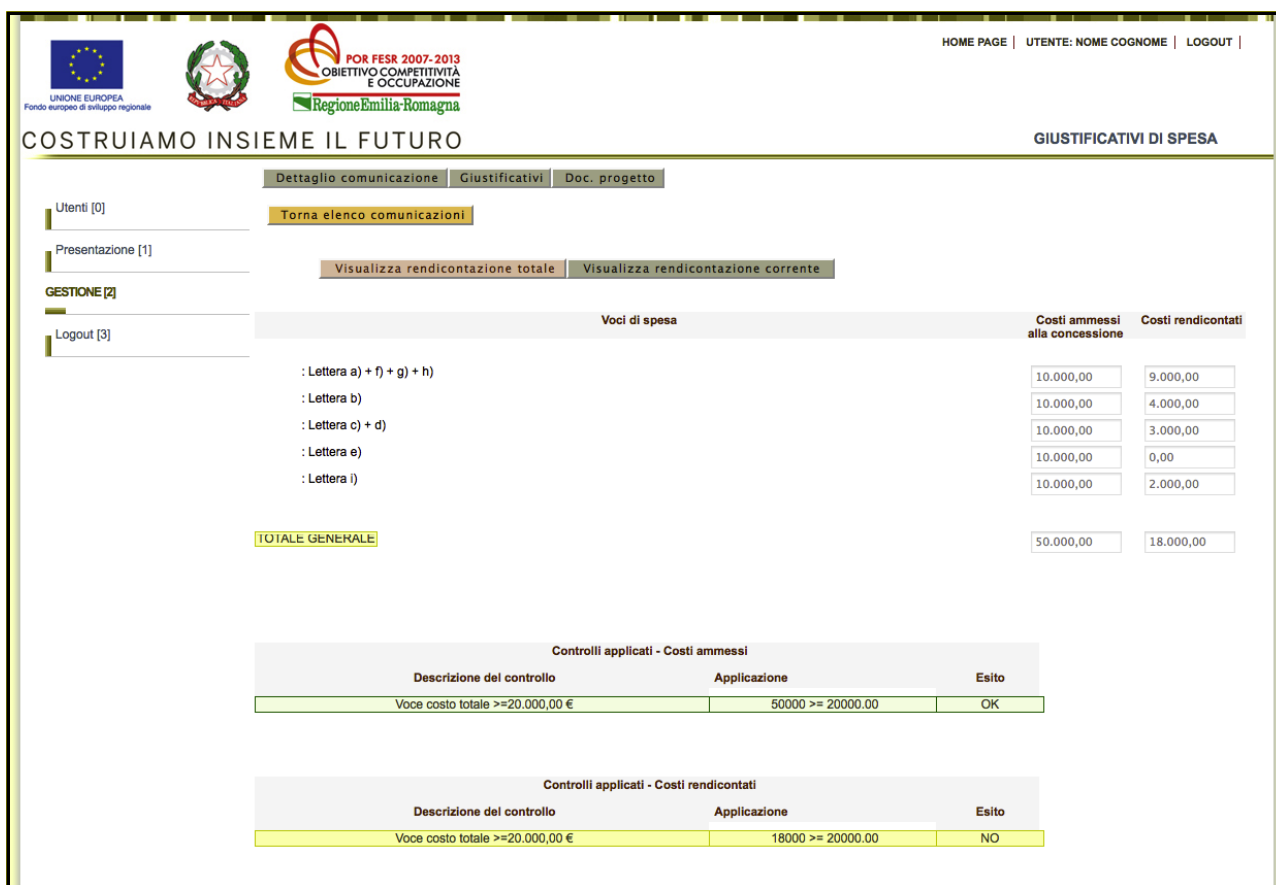 HOME PAGE | UTENTE: NOME COGNOME | LOGOUT |
POR FESR 2007-2013
OBIETTIVO COMPETITIVITÀ
E OCCUPAZIONE
RegioneEmilia-Romagna
UNIONE EUROPEA
Fondo europeo di sviluppo regionale
REPVBBLICA ITALIANA
COSTRUIAMO INSIEME IL FUTURO
GIUSTIFICATIVI DI SPESA
Dettaglio comunicazione Giustificativi Doc. progetto
Utenti [0]
Torna elenco comunicazioni
Presentazione [1]
Visualizza rendicontazione totale Visualizza rendicontazione corrente
GESTIONE [2]
Logout [3]
Voci di spesa Costi ammessi alla concessione Costi rendicontati
: Lettera a) + f) + g) + h) 10.000,00 9.000,00
: Lettera b) 10.000,00 4.000,00
: Lettera c) + d) 10.000,00 3.000,00
: Lettera e) 10.000,00 0,00
: Lettera i) 10.000,00 2.000,00
TOTALE GENERALE 50.000,00 18.000,00
Controlli applicati - Costi ammessi
Descrizione del controllo Applicazione Esito
Voce costo totale >=20.000,00 € 50000 >= 20000.00 OK
Controlli applicati - Costi rendicontati
Descrizione del controllo Applicazione Esito
Voce costo totale >=20.000,00 € 18000 >= 20000.00 NO